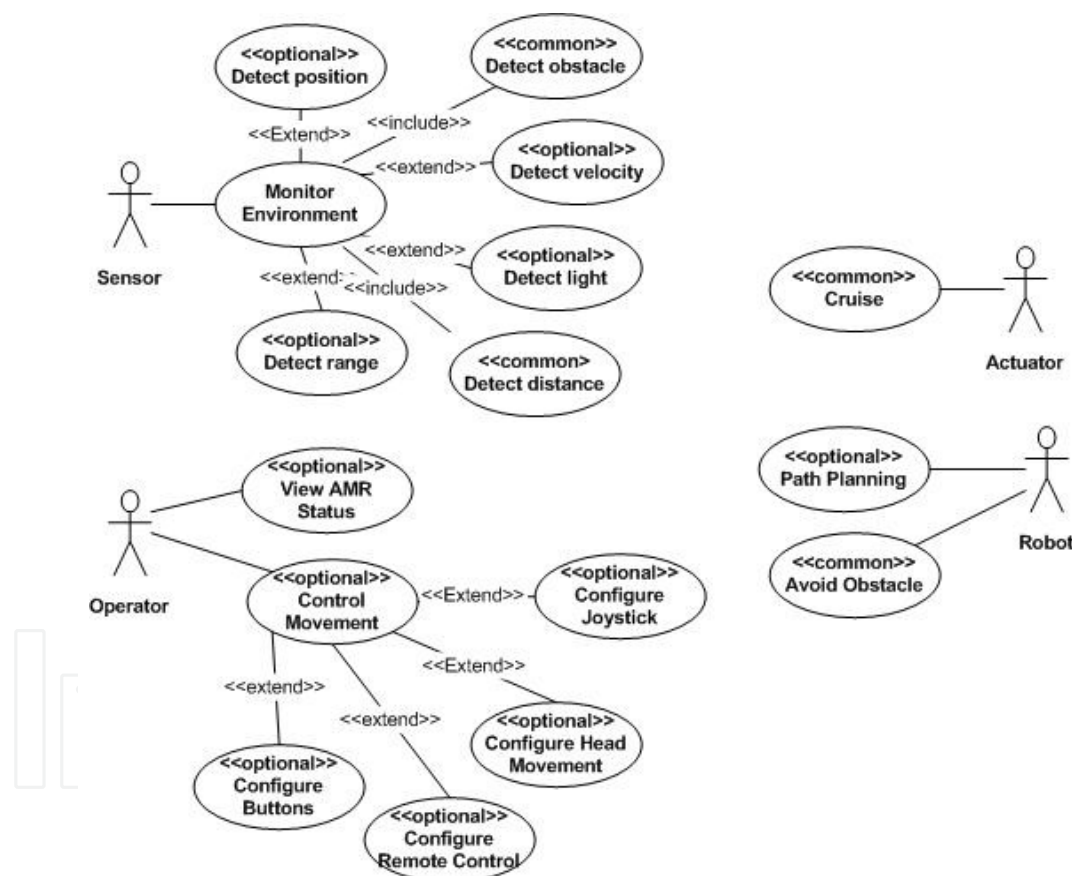 <<optional>>
Detect position
<<common>>
Detect obstacle
<<Extend>>
<<include>>
<<optional>>
Detect velocity
<<extend>>
Monitor
Environment
Sensor
<<extend>>
<<optional>>
Detect light
<<extend>>
<<include>>
<<optional>>
Detect range
<<common>
Detect distance
<<common>>
Cruise
Actuator
<<optional>>
Path Planning
Robot
<<common>>
Avoid Obstacle
<<optional>>
View AMR
Status
Operator
<<optional>>
Control
Movement
<<Extend>>
<<optional>>
Configure
Joystick
<<Extend>>
<<extend>>
<<extend>>
<<optional>>
Configure Head
Movement
<<optional>>
Configure
Buttons
<<optional>>
Configure
Remote Control